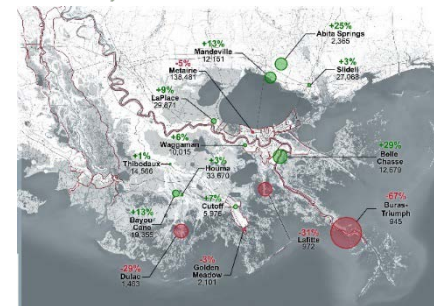 +25%
Abita Springs
2,365
+13%
Mandeville
12,151
+3%
Slidell
27,068
-5%
Metairie
138,481
+9%
LaPlace
29,871
+6%
Waggaman
10,015
+29%
Belle
Chasse
12,679
+1%
Thibodaux
14,566
+3%
Houma
33,670
+7%
Cutoff
5,976
+13%
Bayou
Cane
19,355
-67%
Buras-
Triumph
945
-31%
Lafitte
972
-29%
Dulac
1,463
-3%
Golden
Meadow
2,101